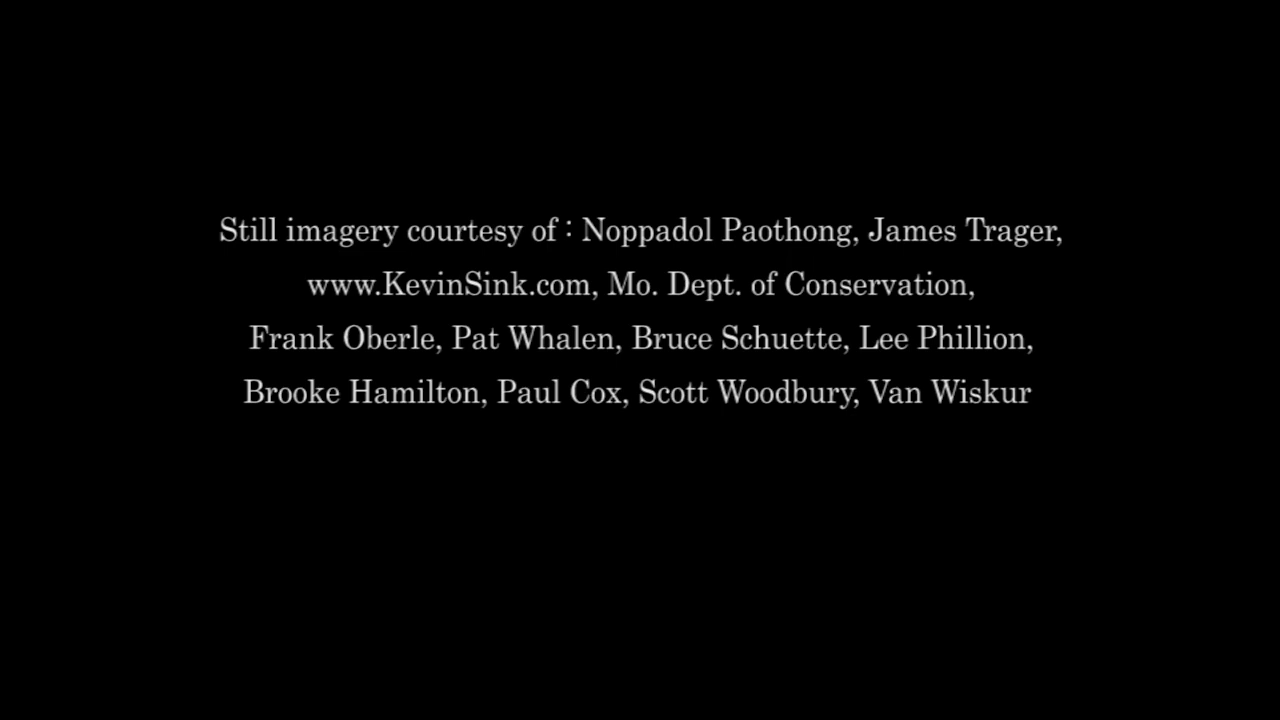 Still imagery courtesy of : Noppadol Paothong, James Trager,
www.KevinSink.com, Mo. Dept. of Conservation,
Frank Oberle, Pat Whalen, Bruce Schuette, Lee Phillion,
Brooke Hamilton, Paul Cox, Scott Woodbury, Van Wiskur